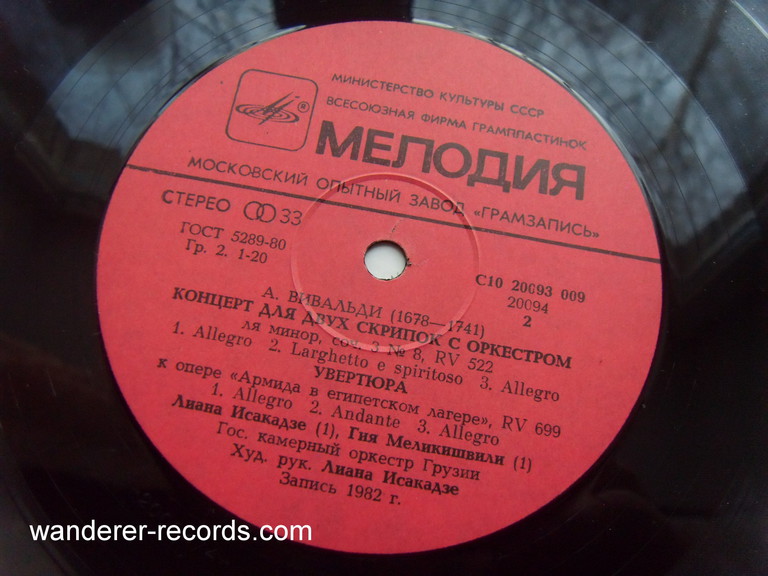 МИНИСТЕРСТВО КУЛЬТУРЫ СССР
ВСЕСОЮЗНАЯ ФИРМА ГРАМПЛАСТИНОК
®
МЕЛОДИЯ
МОСКОВСКИЙ ОПЫТНЫЙ ЗАВОД «ГРАМЗАПИСЬ»
СТЕРЕО 33
ГОСТ 5289-80
Гр. 2. 1-20
С10 20093 009
20094
2
А. ВИВАЛЬДИ (1678—1741)
КОНЦЕРТ ДЛЯ ДВУХ СКРИПОК С ОРКЕСТРОМ
ля минор, соч. 3 № 8, RV 522
1. Allegro 2. Larghetto e spiritoso 3. Allegro
УВЕРТЮРА
к опере «Армида в египетском лагере», RV 699
1. Allegro 2. Andante 3. Allegro
Лиана Исакадзе (1), Гия Меликишвили (1)
Гос. камерный оркестр Грузии
Худ. рук. Лиана Исакадзе
Запись 1982 г.
wanderer-records.com